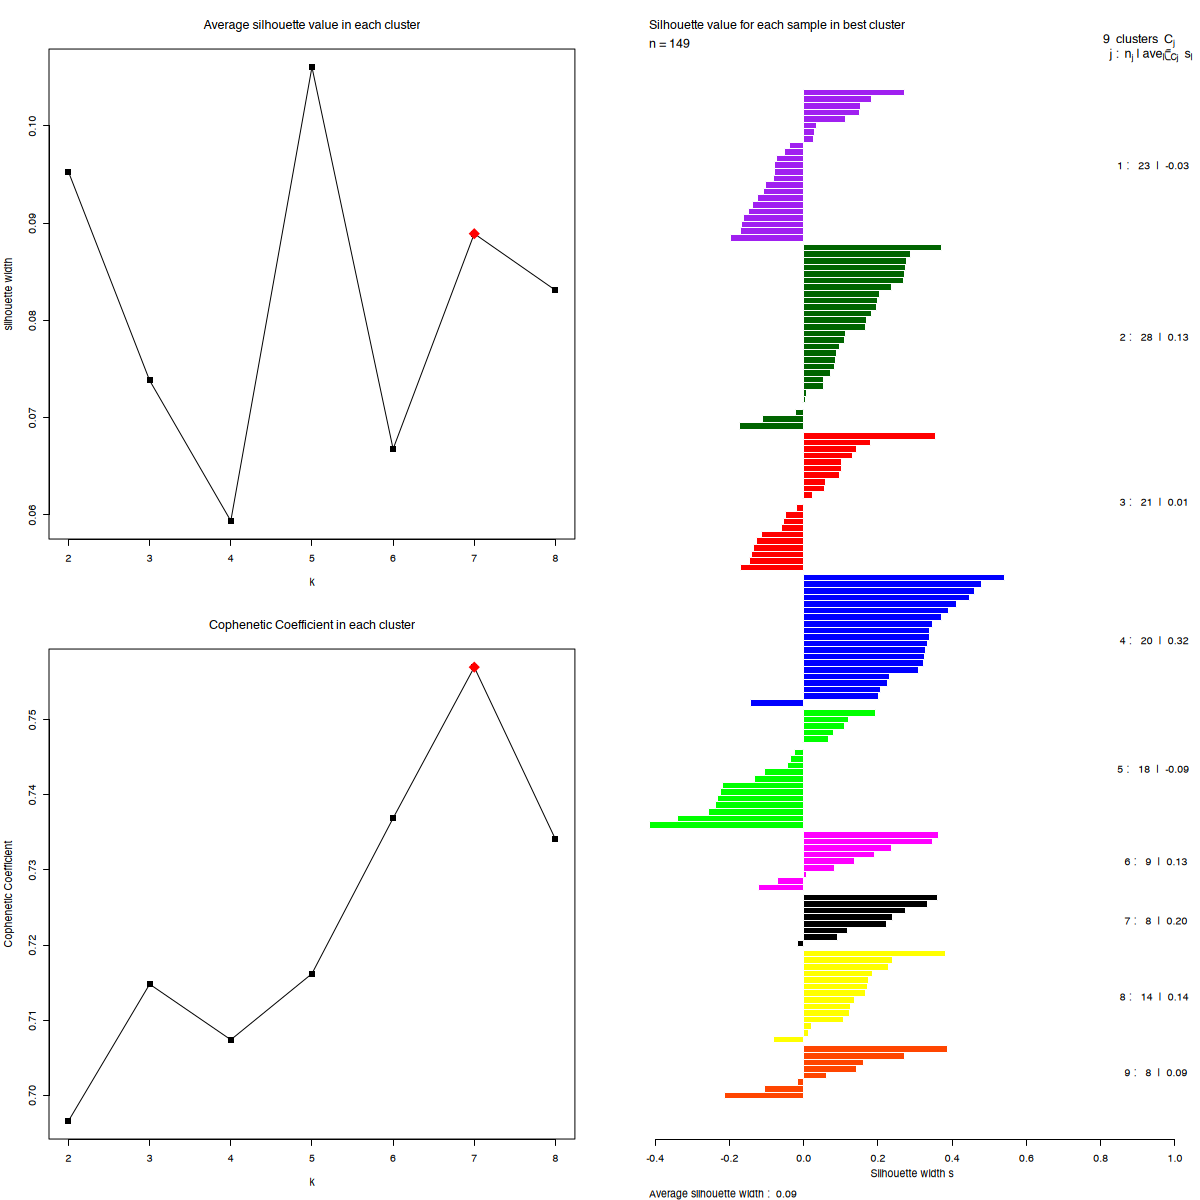 Average silhouette value in each cluster
silhouette width
0.10
0.09
0.08
0.07
0.06
2 3 4 5 6 7 8
k
Cophenetic Coefficient in each cluster
Cophenetic Coefficient
0.75
0.74
0.73
0.72
0.71
0.70
2 3 4 5 6 7 8
k
Silhouette value for each sample in best cluster
n = 149
9 clusters Cj
j : nj | avei∈Cj si
1 : 23 | -0.03
2 : 28 | 0.13
3 : 21 | 0.01
4 : 20 | 0.32
5 : 18 | -0.09
6 : 9 | 0.13
7 : 8 | 0.20
8 : 14 | 0.14
9 : 8 | 0.09
-0.4 -0.2 0.0 0.2 0.4 0.6 0.8 1.0
Silhouette width s
Average silhouette width : 0.09